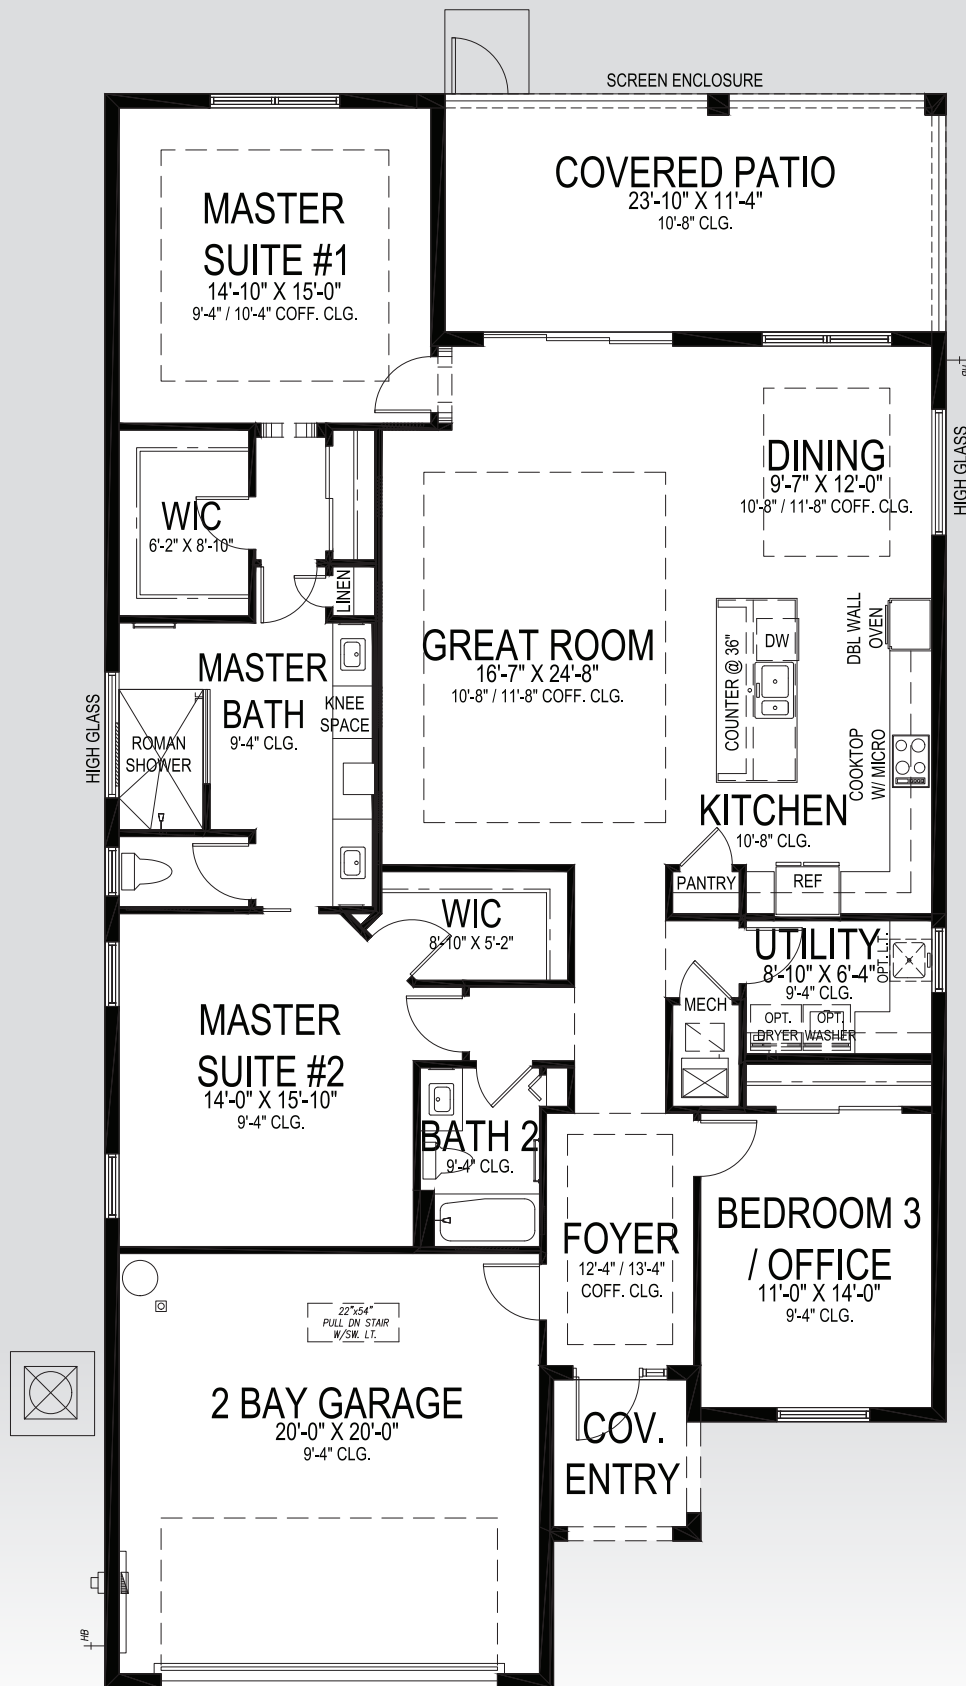 SCREEN ENCLOSURE
COVERED PATIO
23'-10" X 11'-4"
10'-8" CLG.
MASTER
SUITE #1
14'-10" X 15'-0"
9'-4" / 10'-4" COFF. CLG.
HIGH GLASS
DINING
9'-7" X 12'-0"
10'-8" / 11'-8" COFF. CLG.
WIC
6'-2" X 8'-10"
LINEN
GREAT ROOM
16'-7" X 24'-8"
10'-8" / 11'-8" COFF. CLG.
COUNTER @ 36"
DW
DBL WALL
OVEN
MASTER
BATH
9'-4" CLG.
KNEE
SPACE
HIGH GLASS
ROMAN
SHOWER
COOKTOP
W/ MICRO
KITCHEN
10'-8" CLG.
PANTRY
REF
WIC
8'-10" X 5'-2"
UTILITY
8'-10" X 6'-4"
9'-4" CLG.
OPT. L.T.
MECH
OPT.
DRYER
OPT.
WASHER
MASTER
SUITE #2
14'-0" X 15'-10"
9'-4" CLG.
BATH 2
9'-4" CLG.
FOYER
12'-4" / 13'-4"
COFF. CLG.
BEDROOM 3
/ OFFICE
11'-0" X 14'-0"
9'-4" CLG.
22"x54"
PULL DN STAIR
W/SW. LT.
2 BAY GARAGE
20'-0" X 20'-0"
9'-4" CLG.
COV.
ENTRY
HB